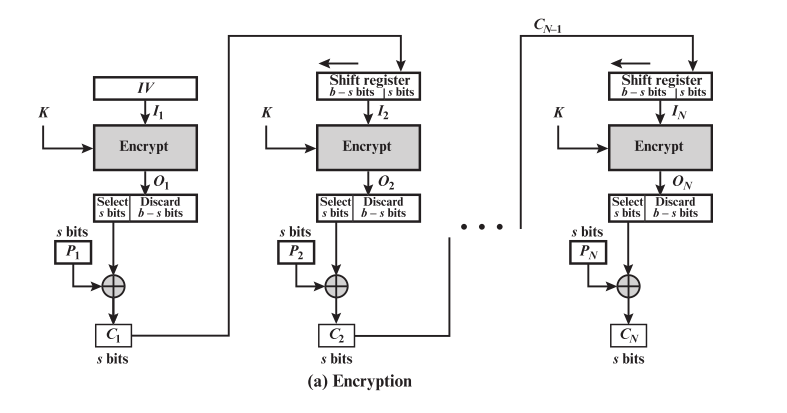 C_{N–1}
Shift register
b – s bits | s bits
Shift register
b – s bits | s bits
IV
K
I_1
K
I_2
K
I_N
Encrypt
Encrypt
Encrypt
O_1
O_2
O_N
Select Discard
s bits b – s bits
Select Discard
s bits b – s bits
Select Discard
s bits b – s bits
• • •
s bits
s bits
s bits
P_1
P_2
P_N
C_1
C_2
C_N
s bits
s bits
s bits
(a) Encryption